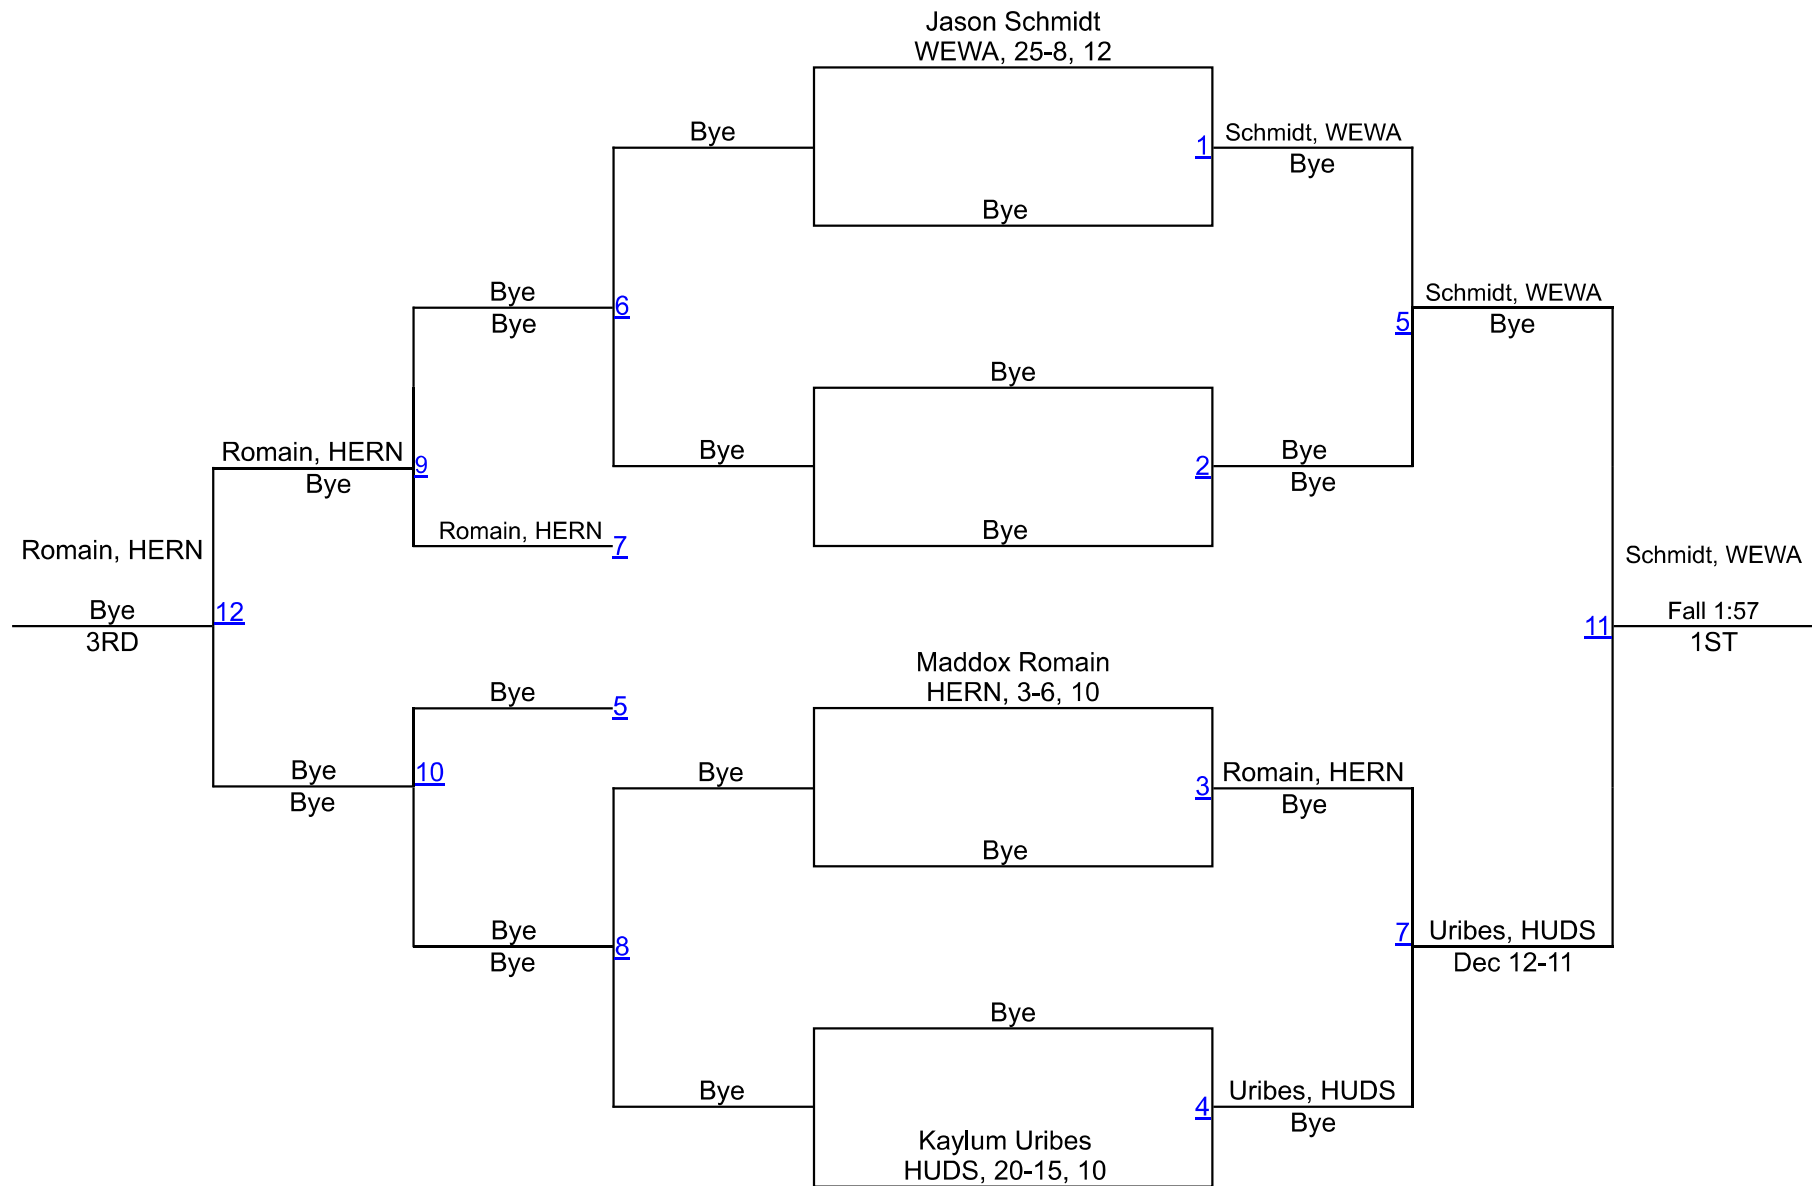 Jason Schmidt
WEWA, 25-8, 12
Bye
1
Schmidt, WEWA
Bye
Bye
Bye
Bye
6
Schmidt, WEWA
5
Bye
Bye
Romain, HERN
Bye
9
Bye
2
Bye
Bye
Romain, HERN
7
Bye
Romain, HERN
Bye
12
3RD
Schmidt, WEWA
11
Fall 1:57
1ST
Maddox Romain
HERN, 3-6, 10
Bye
5
Bye
Bye
10
Bye
3
Romain, HERN
Bye
Bye
Bye
Bye
8
7
Uribes, HUDS
Dec 12-11
Bye
Bye
4
Uribes, HUDS
Bye
Kaylum Uribes
HUDS, 20-15, 10